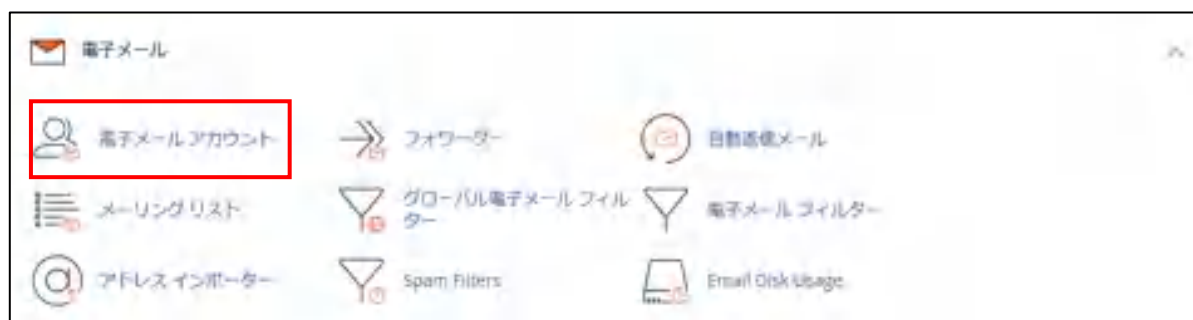 電子メール
電子メール アカウント
フォワーダー
自動返信メール
メーリング リスト
グローバル電子メール フィル
ター
電子メール フィルター
アドレス インポーター
Spam Filters
Email Disk Usage